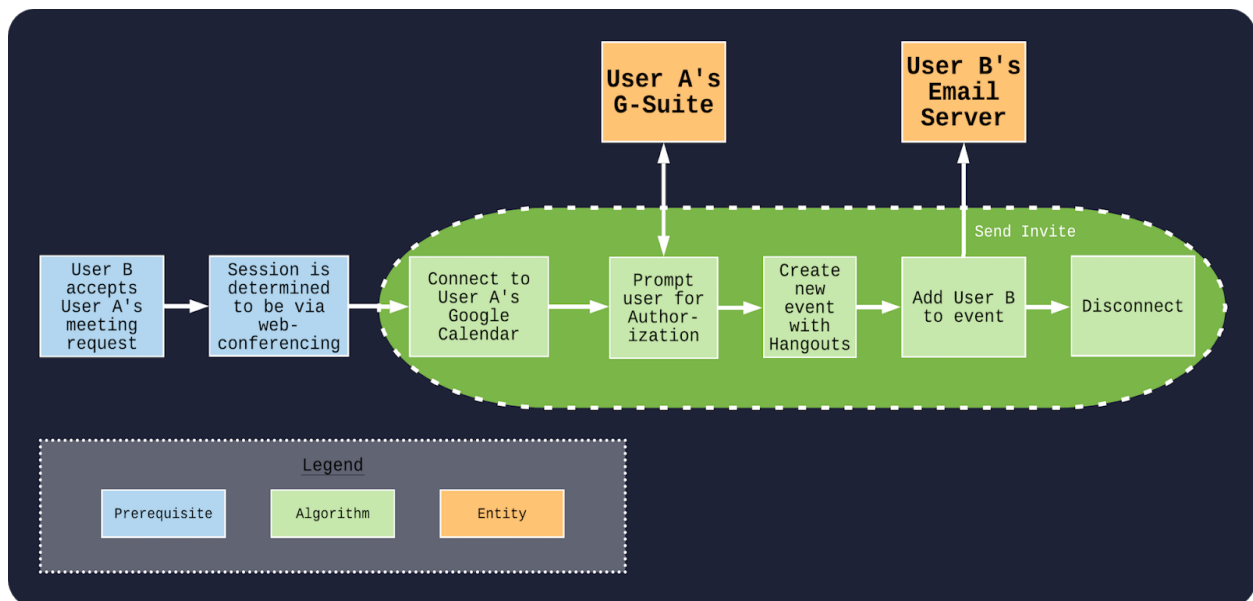 User A's
G-Suite
User B's
Email
Server
Send Invite
User B
accepts
User A's
meeting
request
Session is
determined
to be via
web-
conferencing
Connect to
User A's
Google
Calendar
Prompt
user for
Author-
ization
Create
new
event
with
Hangouts
Add User B
to event
Disconnect
Legend
Prerequisite
Algorithm
Entity